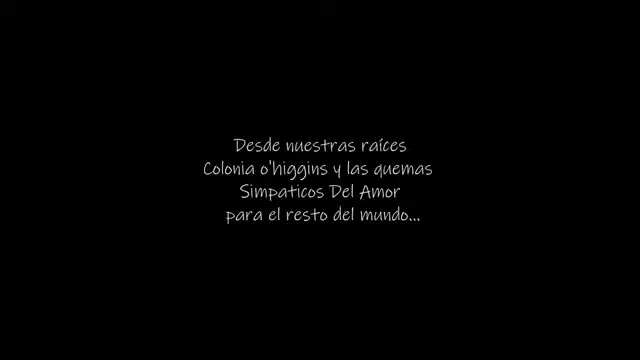 Desde nuestras raíces
Colonia o'higgins y las quemas
Simpaticos Del Amor
para el resto del mundo...